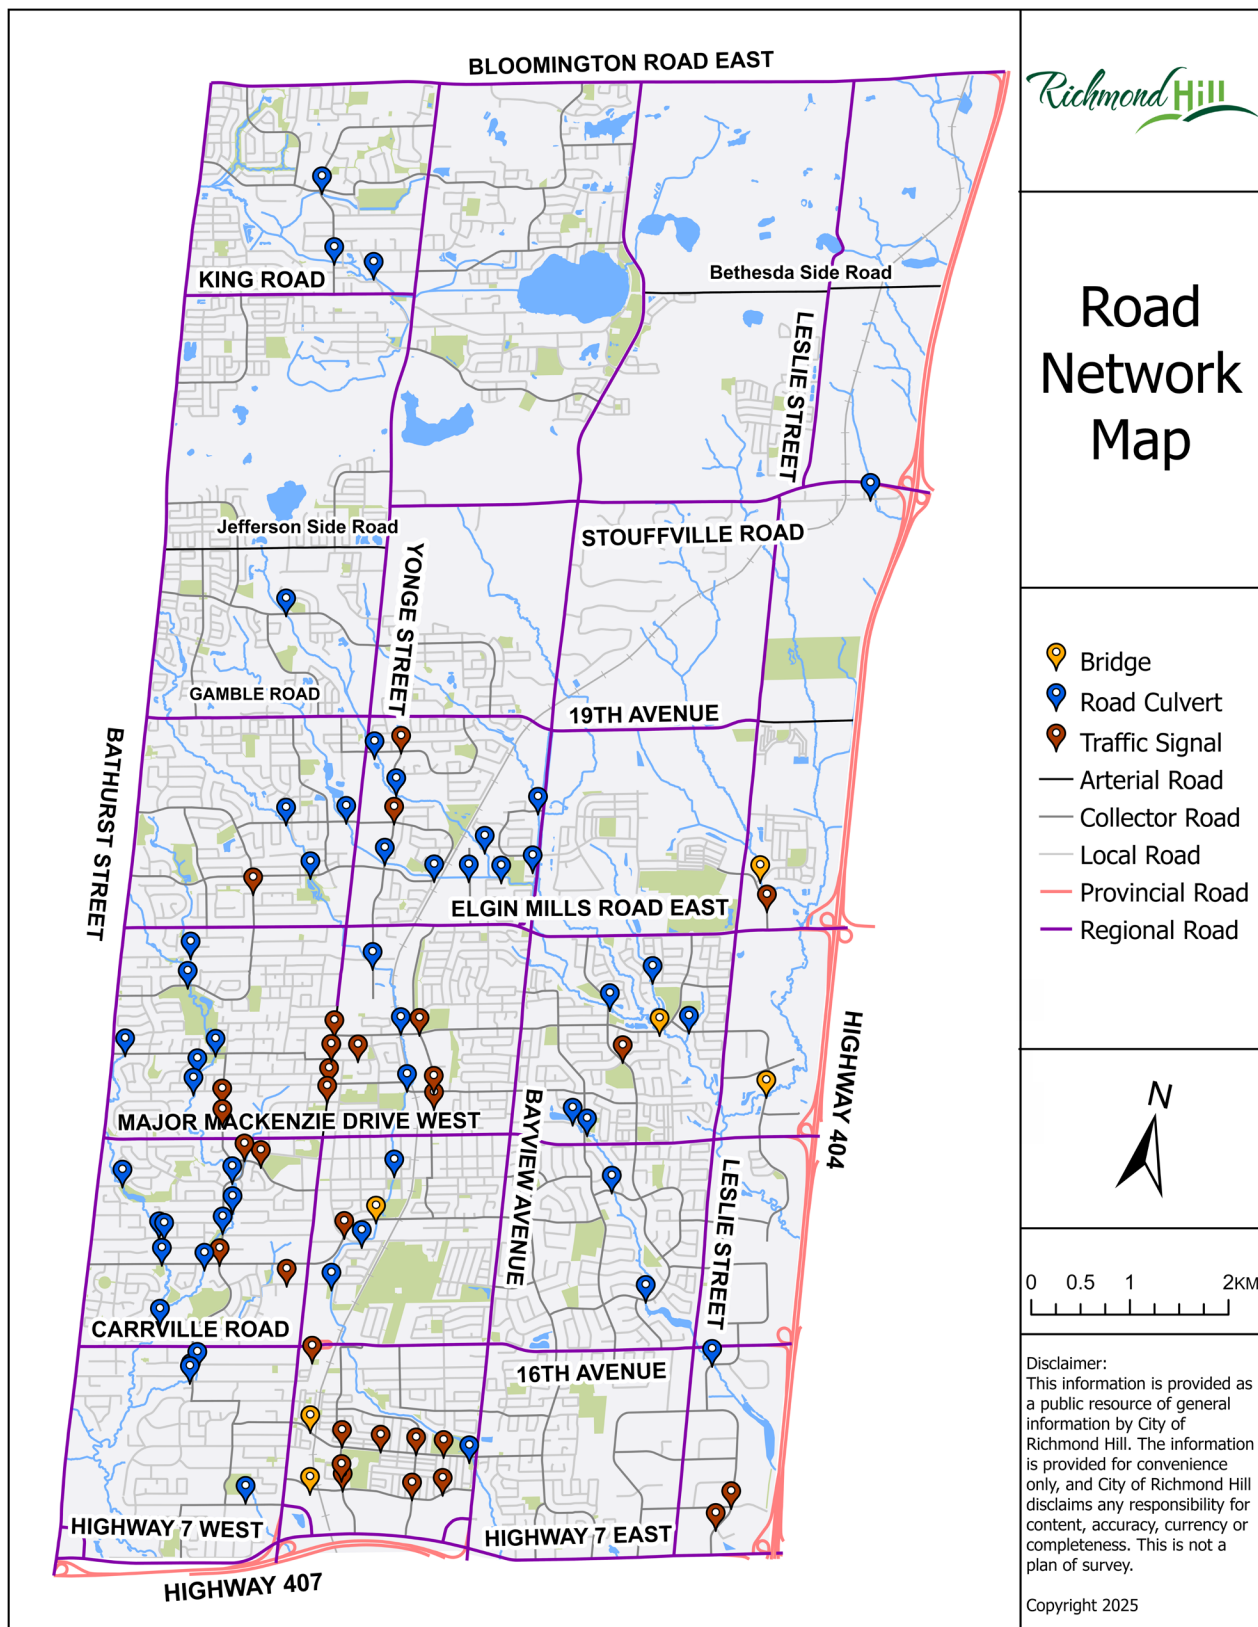 BLOOMINGTON ROAD EAST
KING ROAD
Bethesda Side Road
LESLIE STREET
Jefferson Side Road
STOUFFVILLE ROAD
YONGE STREET
GAMBLE ROAD
19TH AVENUE
BATHURST STREET
ELGIN MILLS ROAD EAST
HIGHWAY 404
MAJOR MACKENZIE DRIVE WEST
BAYVIEW AVENUE
LESLIE STREET
CARRVILLE ROAD
16TH AVENUE
HIGHWAY 7 WEST
HIGHWAY 7 EAST
HIGHWAY 407
Richmond Hill
Road
Network
Map
Bridge
Road Culvert
Traffic Signal
Arterial Road
Collector Road
Local Road
Provincial Road
Regional Road
N
0 0.5 1 2KM
Disclaimer:
This information is provided as
a public resource of general
information by City of
Richmond Hill. The information
is provided for convenience
only, and City of Richmond Hill
disclaims any responsibility for
content, accuracy, currency or
completeness. This is not a
plan of survey.
Copyright 2025